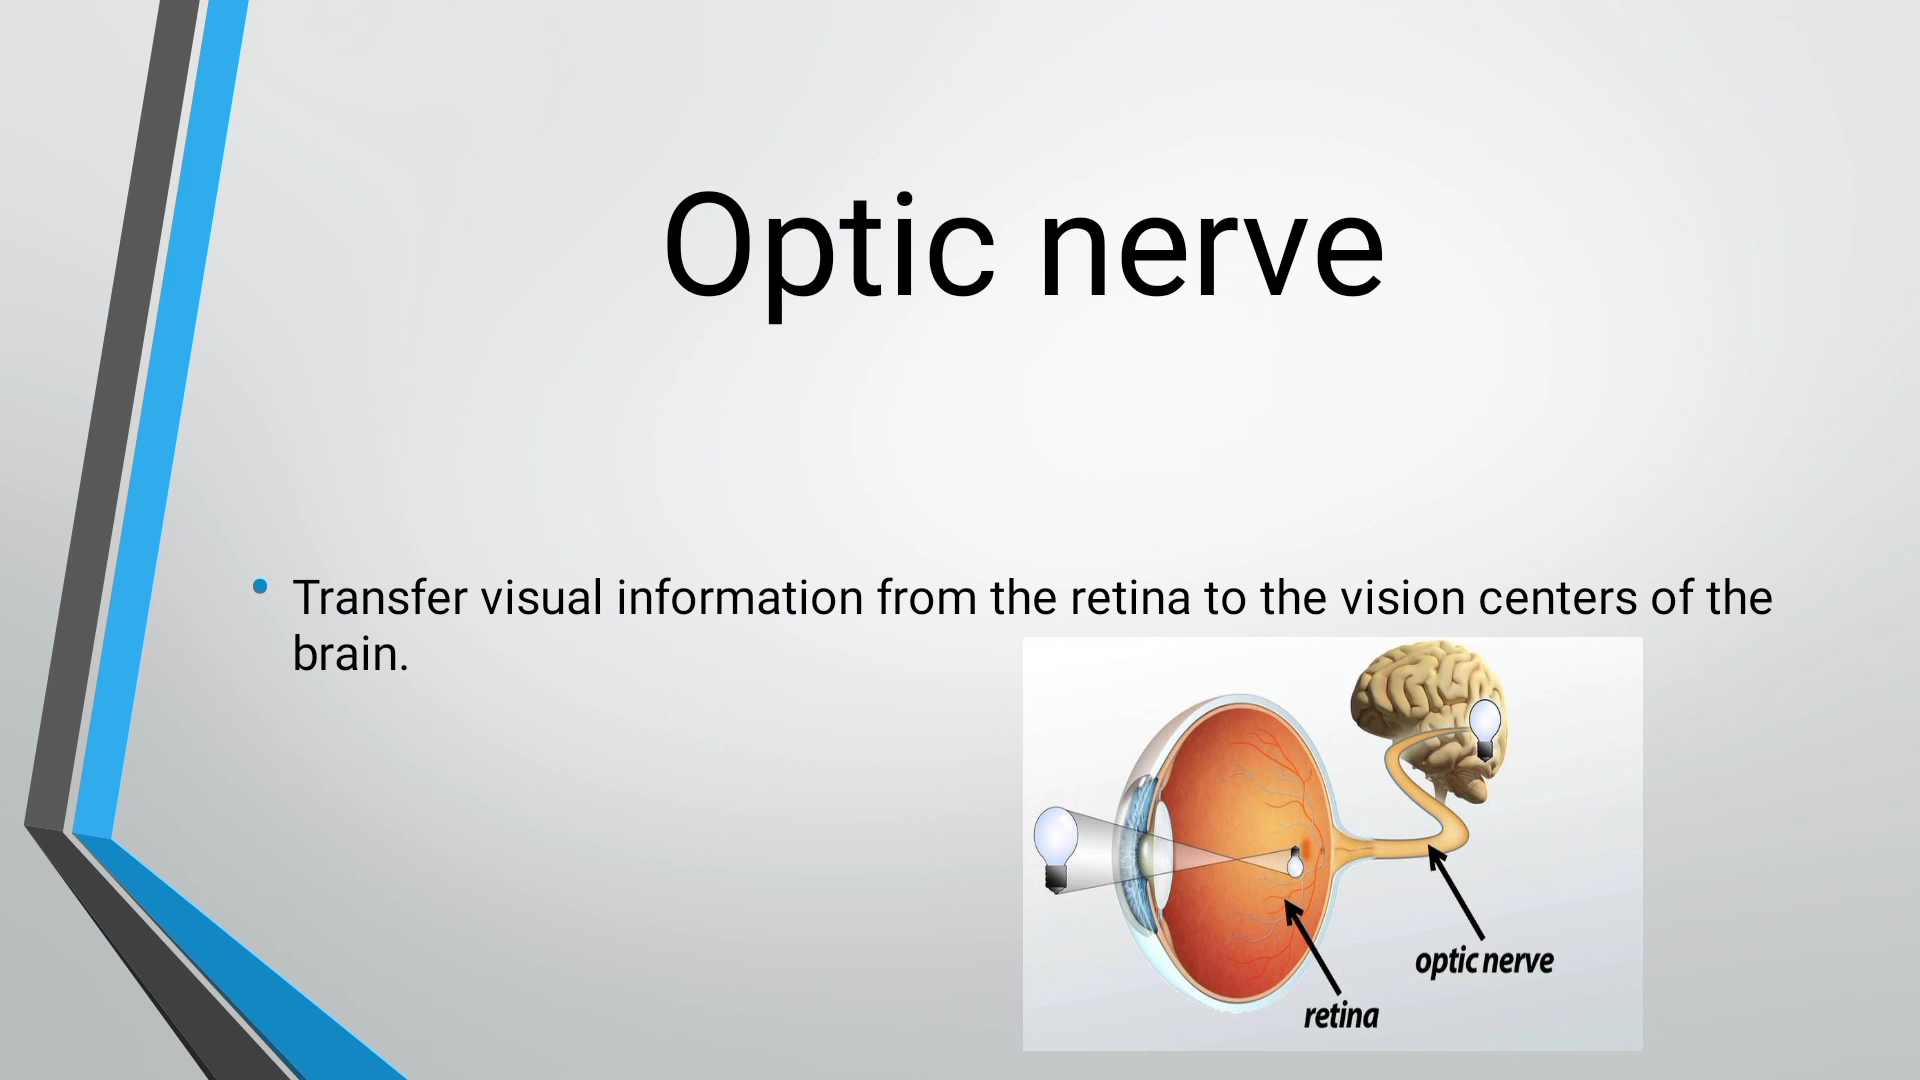 Optic nerve
• Transfer visual information from the retina to the vision centers of the
brain.
optic nerve
retina